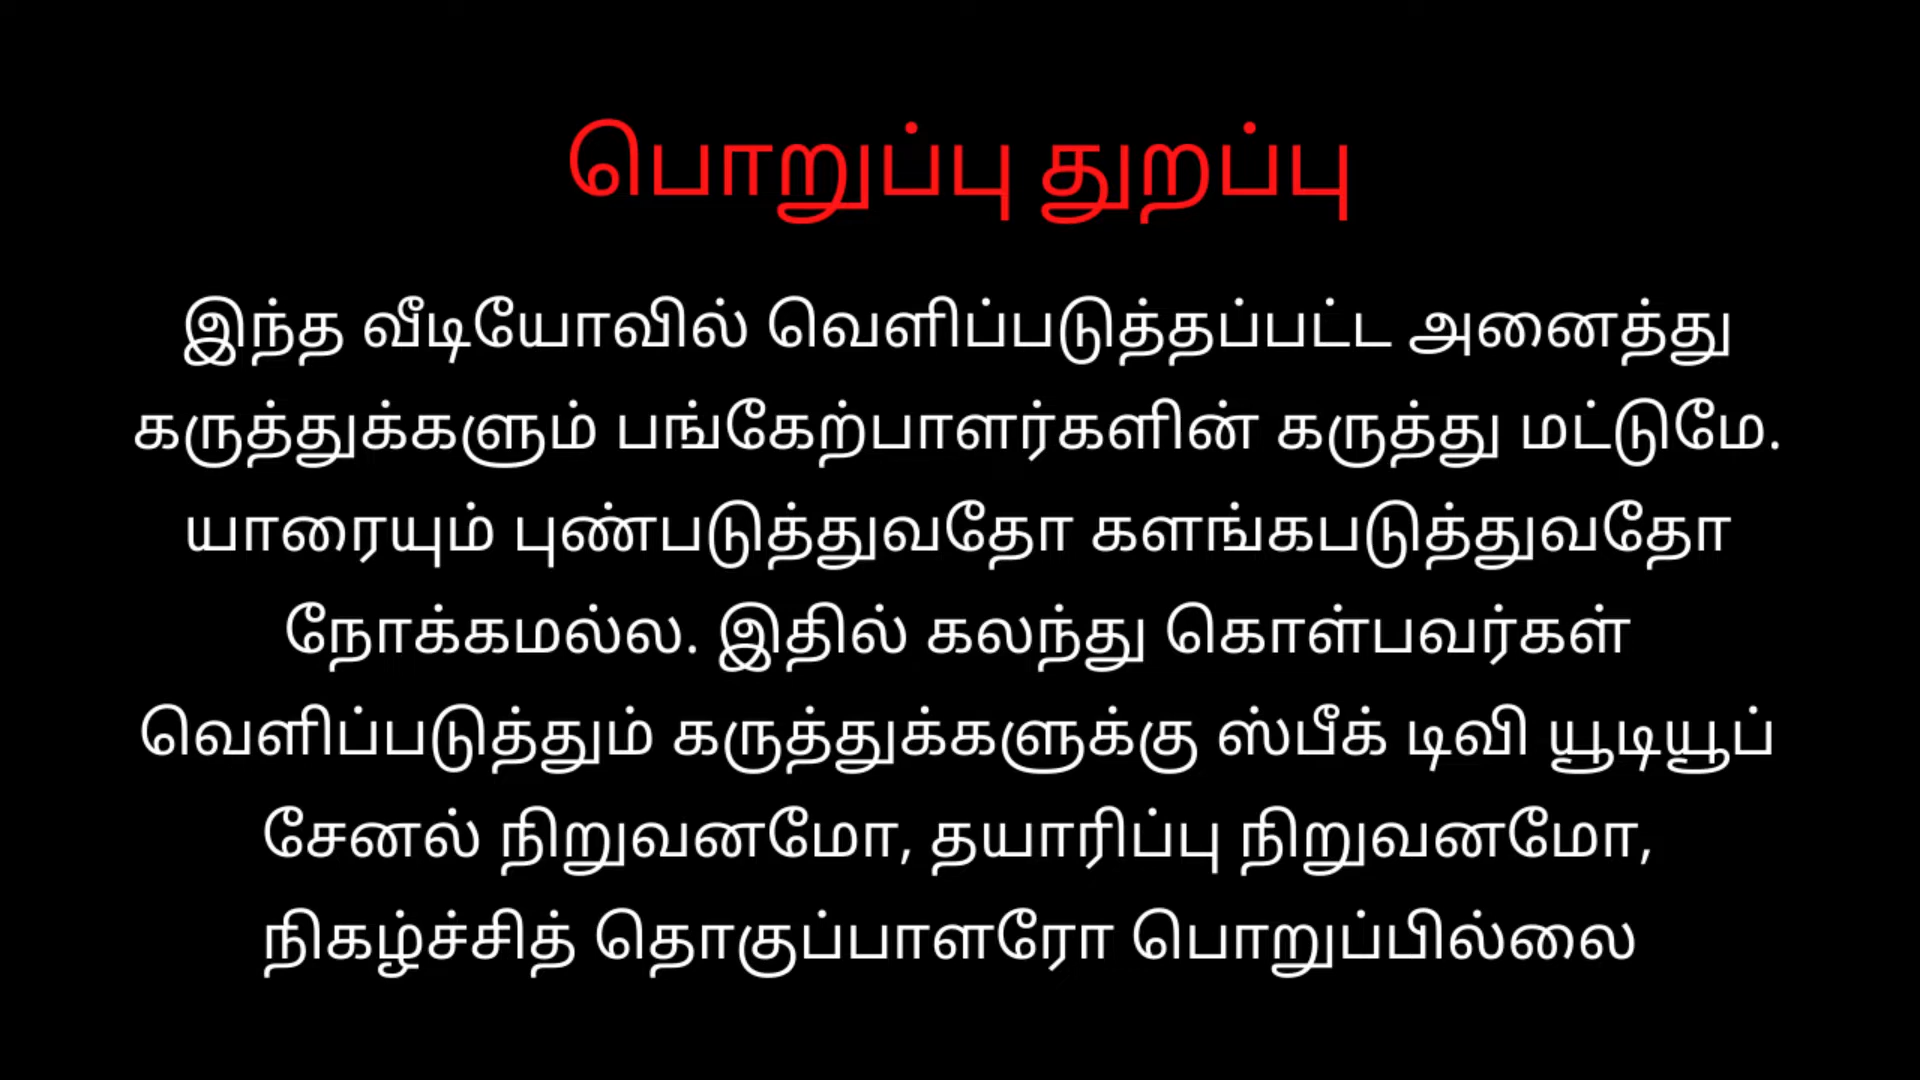 பொறுப்பு துறப்பு
இந்த வீடியோவில் வெளிப்படுத்தப்பட்ட அனைத்து
கருத்துக்களும் பங்கேற்பாளர்களின் கருத்து மட்டுமே.
யாரையும் புண்படுத்துவதோ களங்கபடுத்துவதோ
நோக்கமல்ல. இதில் கலந்து கொள்பவர்கள்
வெளிப்படுத்தும் கருத்துக்களுக்கு ஸ்பீக் டிவி யூடியூப்
சேனல் நிறுவனமோ, தயாரிப்பு நிறுவனமோ,
நிகழ்ச்சித் தொகுப்பாளரோ பொறுப்பில்லை